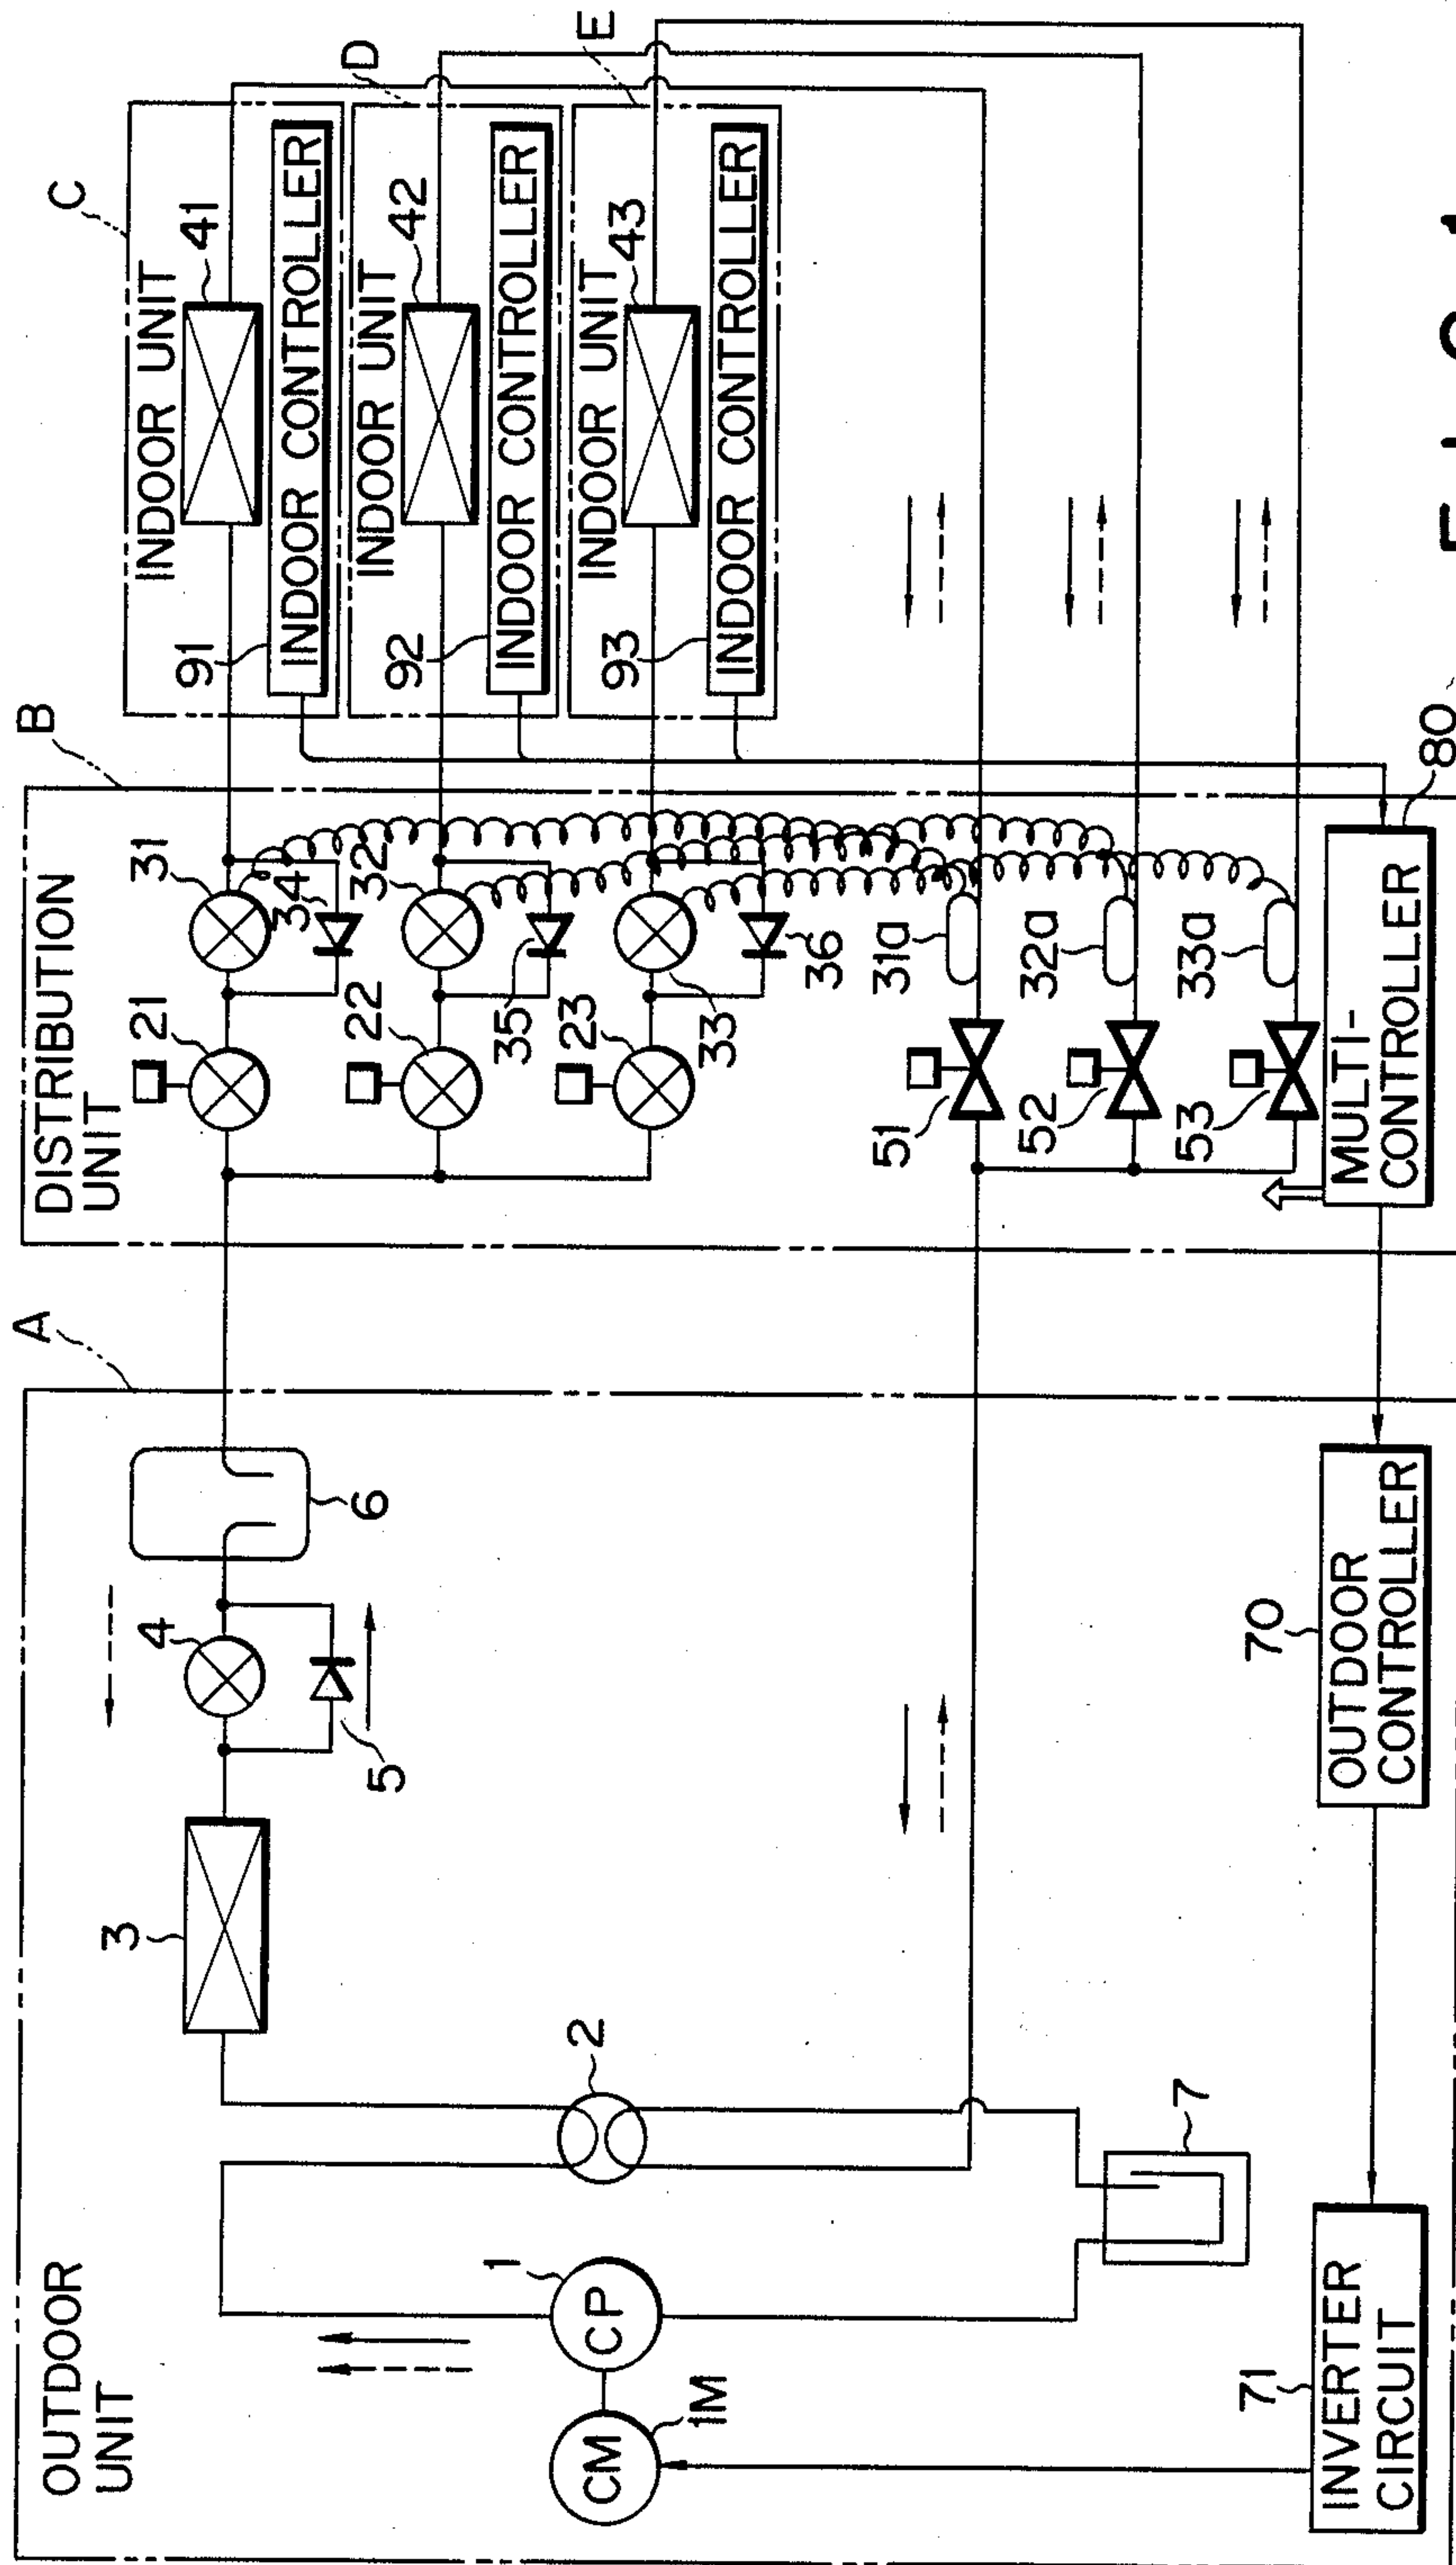 OUTDOOR
UNIT
A
DISTRIBUTION
UNIT
B
C
D
E
INDOOR UNIT
41
91
INDOOR CONTROLLER
INDOOR UNIT
42
92
INDOOR CONTROLLER
INDOOR UNIT
43
93
INDOOR CONTROLLER
3
4
5
6
21
31
34
22
32
35
23
33
36
2
1
CP
CM
1M
7
31a
32a
33a
51
52
53
MULTI-
CONTROLLER
80
70
OUTDOOR
CONTROLLER
71
INVERTER
CIRCUIT